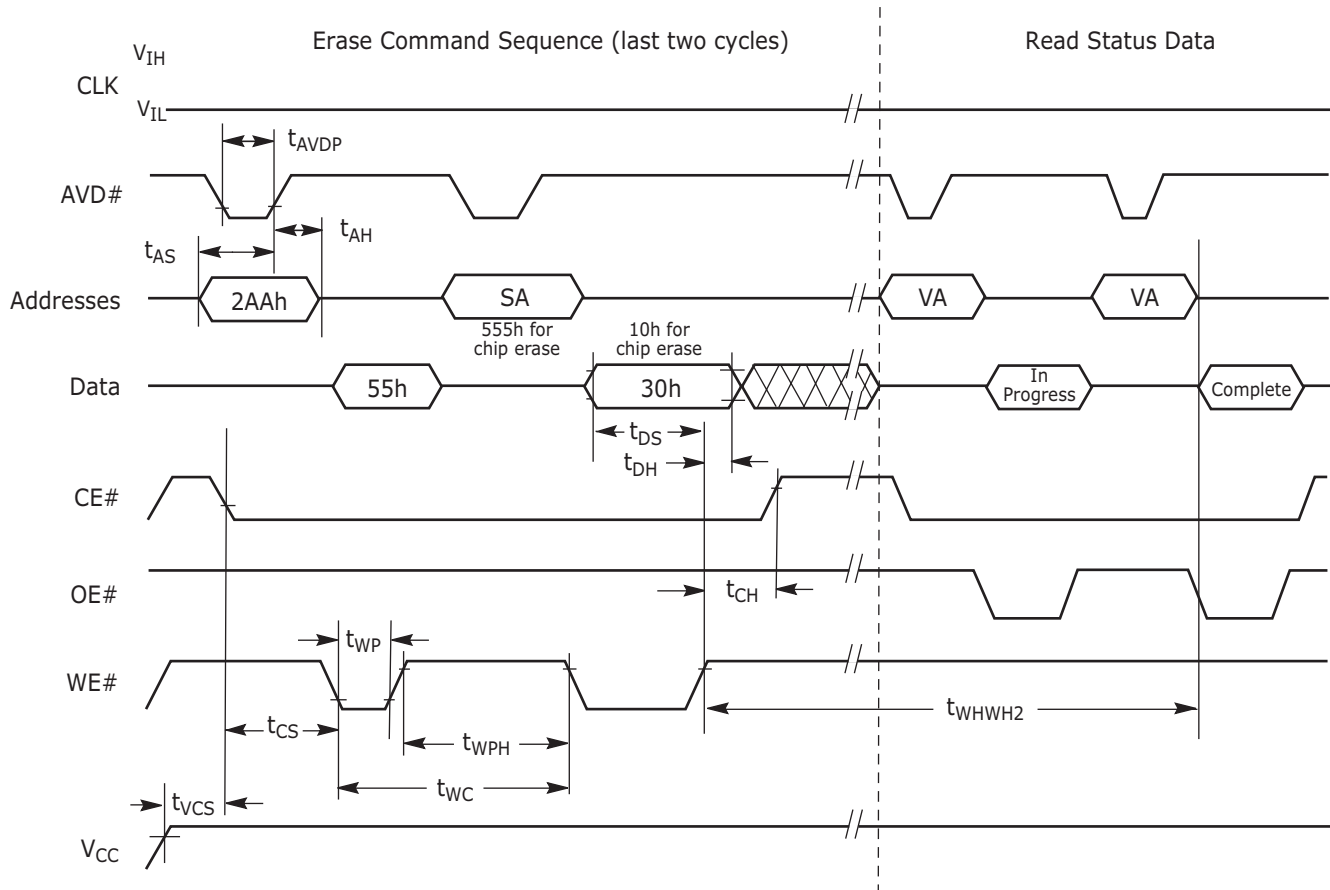 Erase Command Sequence (last two cycles)
Read Status Data
VIH
CLK
VIL
tAVDP
AVD#
tAH
tAS
Addresses
2AAh
SA
VA
VA
555h for
chip erase
10h for
chip erase
Data
55h
30h
In
Progress
Complete
tDS
tDH
CE#
OE#
tCH
tWP
WE#
tCS
tWPH
tWHWH2
tWC
tVCS
VCC